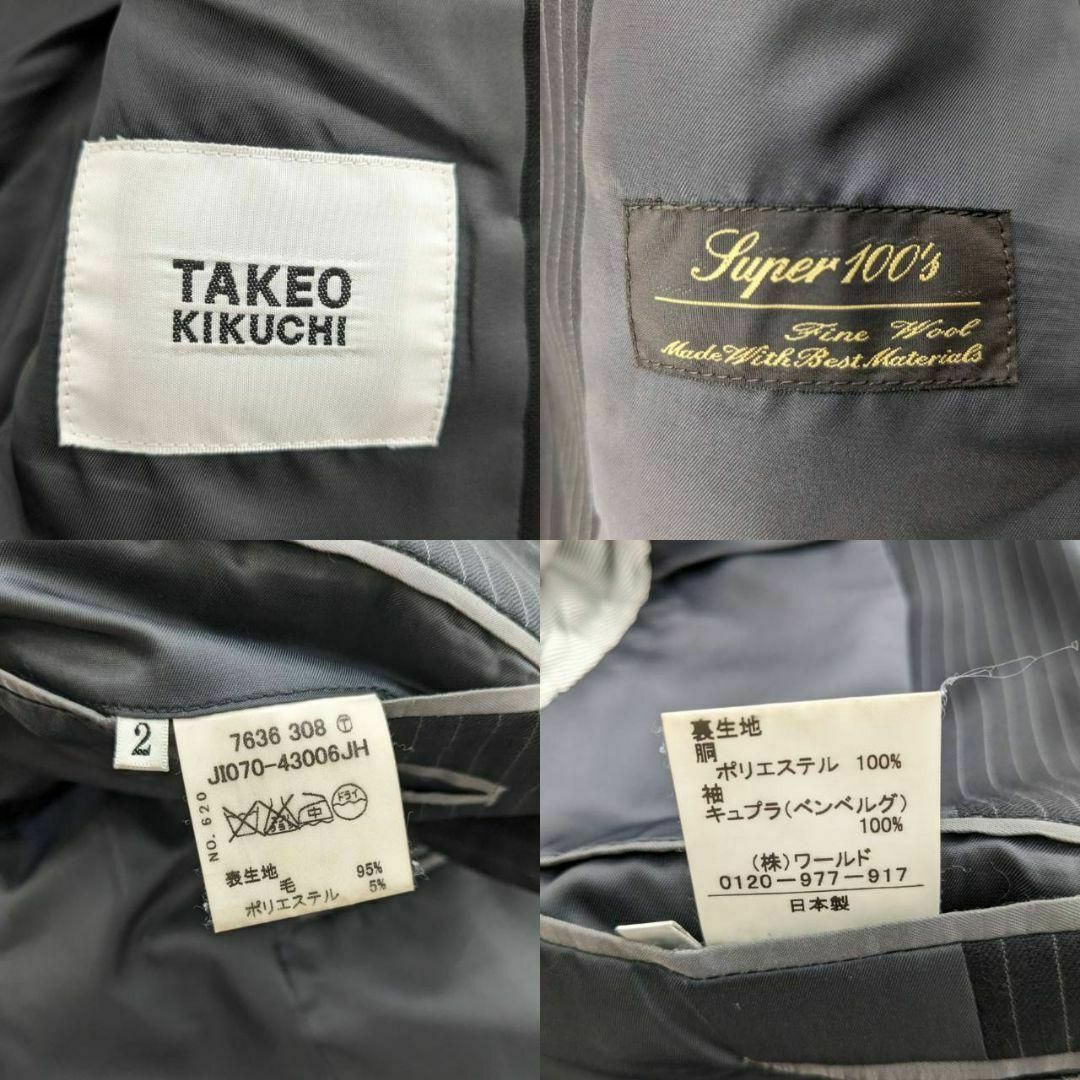 TAKEO
KIKUCHI
Super 100's
Fine Wool
Made With Best Materials
2
7636 308 Ⓣ
JI070-43006JH
NO. 620
中
ドライ
表生地 95%
毛
ポリエステル 5%
裏生地
胴
ポリエステル 100%
袖
キュプラ(ベンベルグ)
100%
(株)ワールド
0120-977-917
日本製